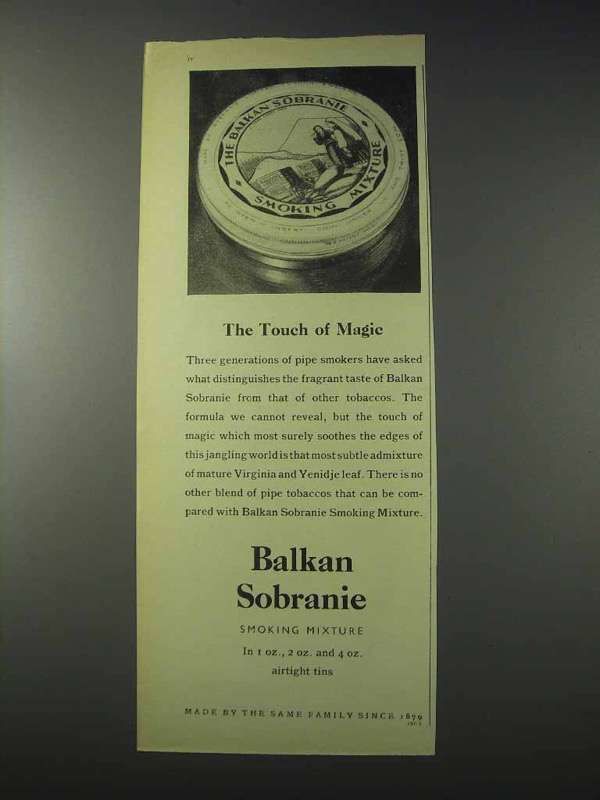 THE BALKAN SOBRANIE
SMOKING MIXTURE
The Touch of Magic
Three generations of pipe smokers have asked
what distinguishes the fragrant taste of Balkan
Sobranie from that of other tobaccos. The
formula we cannot reveal, but the touch of
magic which most surely soothes the edges of
this jangling world is that most subtle admixture
of mature Virginia and Yenidje leaf. There is no
other blend of pipe tobaccos that can be com-
pared with Balkan Sobranie Smoking Mixture.
Balkan
Sobranie
SMOKING MIXTURE
In 1 oz., 2 oz. and 4 oz.
airtight tins
MADE BY THE SAME FAMILY SINCE 1879